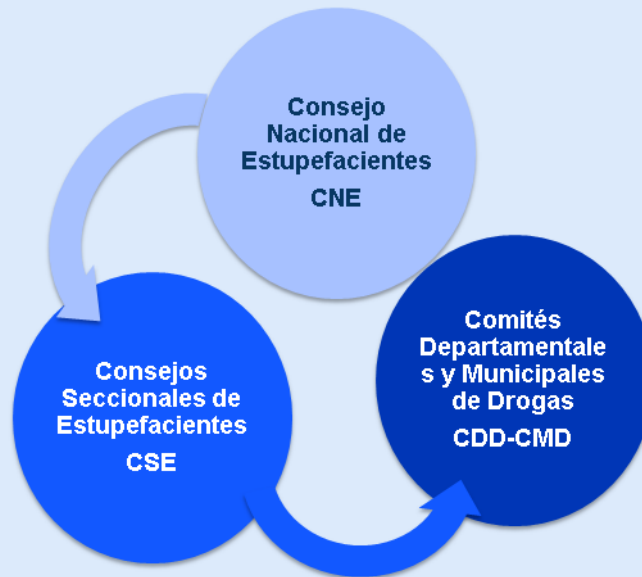 Consejo
Nacional de
Estupefacientes
CNE
Consejos
Seccionales de
Estupefacientes
CSE
Comités
Departamentale
s y Municipales
de Drogas
CDD-CMD